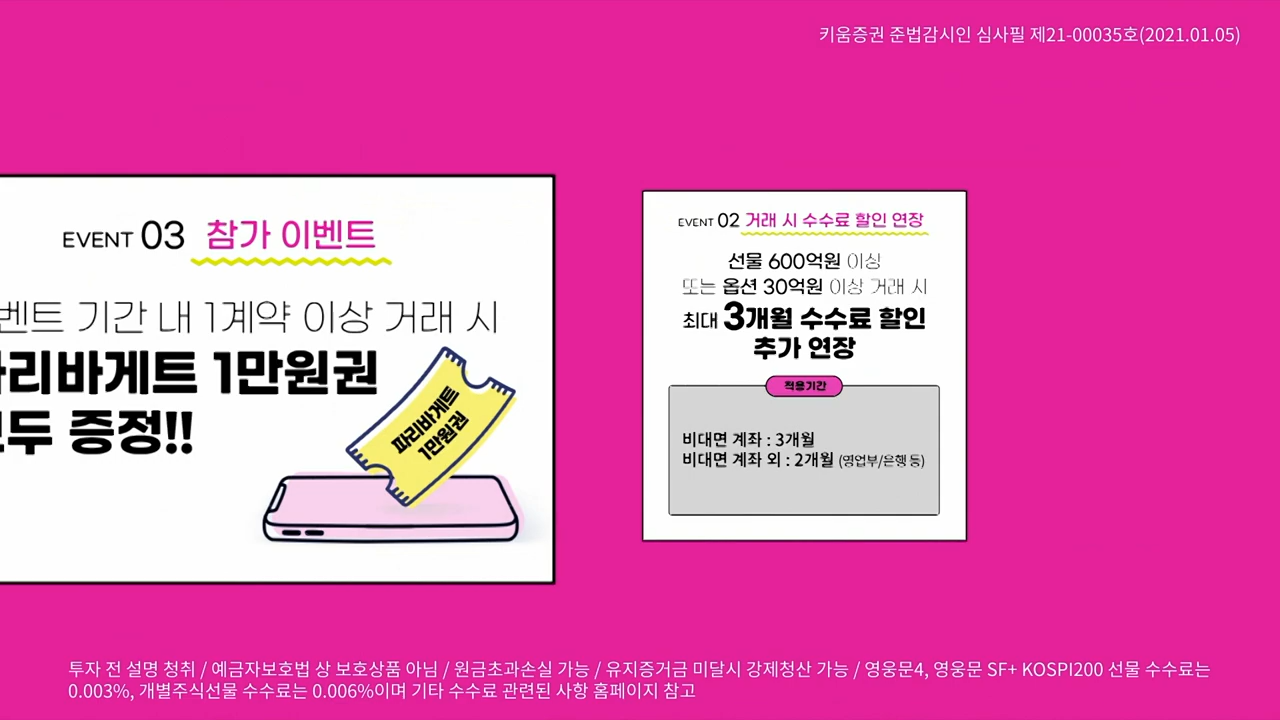 키움증권 준법감시인 심사필 제21-00035호(2021.01.05)
EVENT 03 참가 이벤트
벤트 기간 내 1계약 이상 거래 시
리바게트 1만원권
두 증정!!
파리바게트
1만원권
EVENT 02 거래 시 수수료 할인 연장
선물 600억원 이상
또는 옵션 30억원 이상 거래 시
최대 3개월 수수료 할인
추가 연장
적용기간
비대면 계좌 : 3개월
비대면 계좌 외 : 2개월 (영업부/은행 등)
투자 전 설명 청취 / 예금자보호법 상 보호상품 아님 / 원금초과손실 가능 / 유지증거금 미달시 강제청산 가능 / 영웅문4, 영웅문 SF+ KOSPI200 선물 수수료는
0.003%, 개별주식선물 수수료는 0.006%이며 기타 수수료 관련된 사항 홈페이지 참고